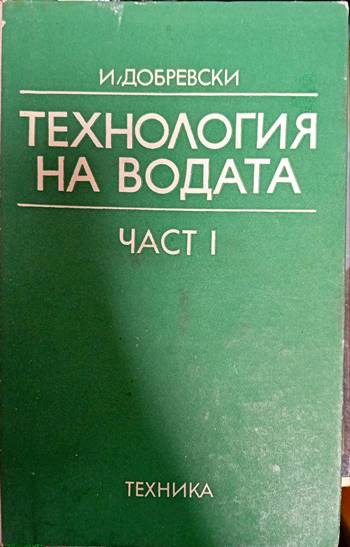 И. ДОБРЕВСКИ
ТЕХНОЛОГИЯ
НА ВОДАТА
ЧАСТ I
ТЕХНИКА